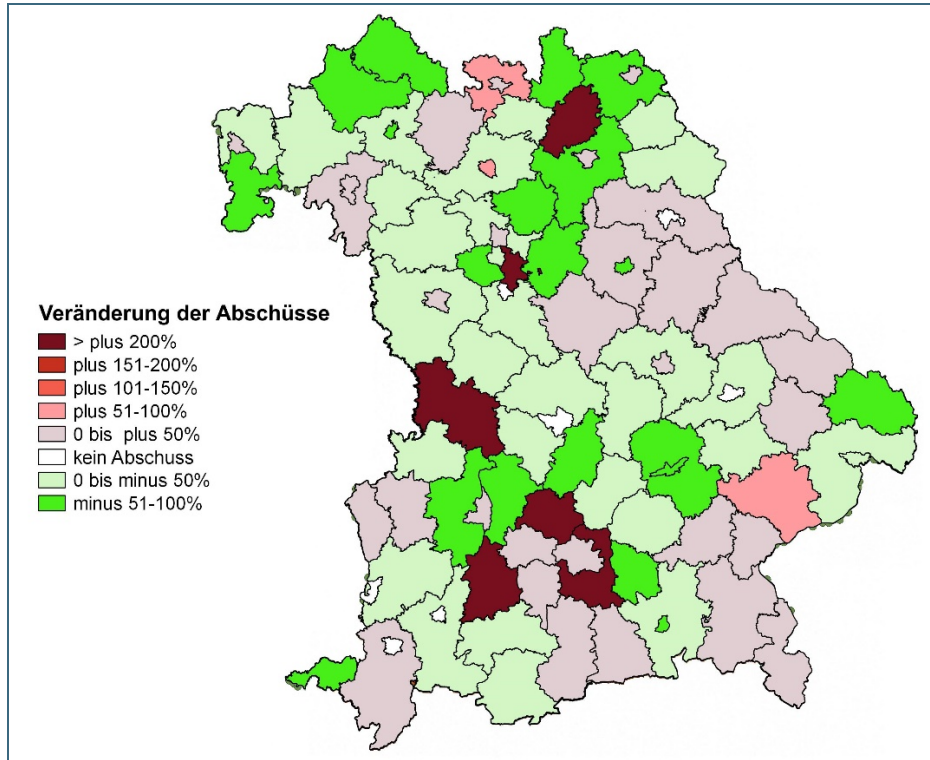 Veränderung der Abschüsse
> plus 200%
plus 151-200%
plus 101-150%
plus 51-100%
0 bis plus 50%
kein Abschuss
0 bis minus 50%
minus 51-100%